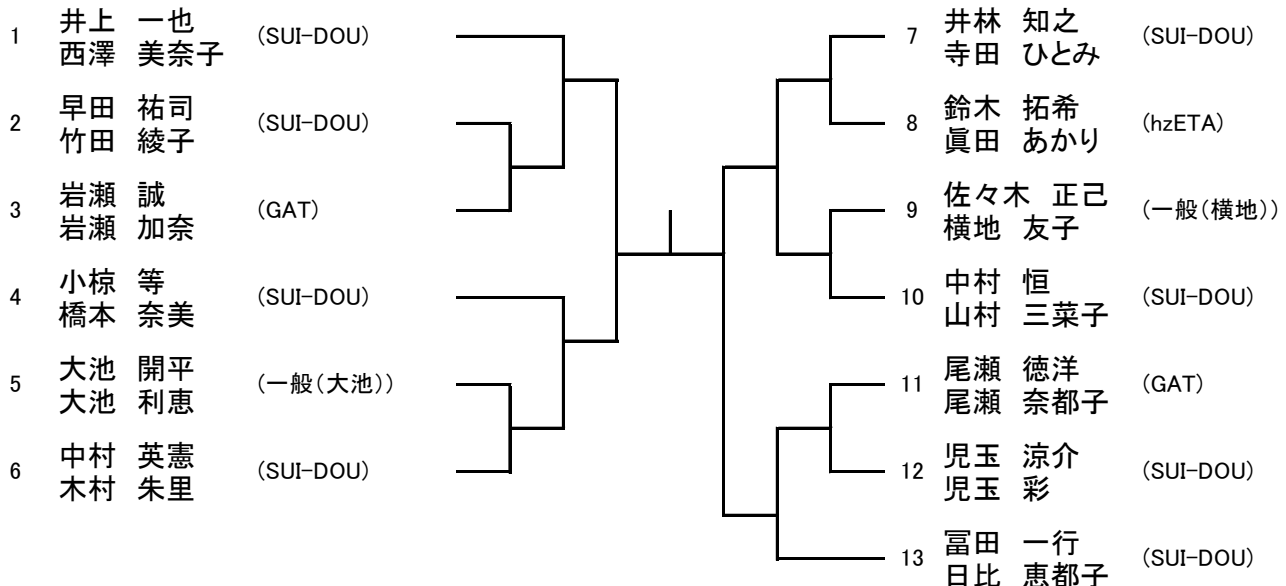 1 井上 一也 (SUI-DOU)
西澤 美奈子
2 早田 祐司 (SUI-DOU)
竹田 綾子
3 岩瀬 誠 (GAT)
岩瀬 加奈
4 小椋 等 (SUI-DOU)
橋本 奈美
5 大池 開平 (一般(大池))
大池 利恵
6 中村 英憲 (SUI-DOU)
木村 朱里
7 井林 知之 (SUI-DOU)
寺田 ひとみ
8 鈴木 拓希 (hzETA)
眞田 あかり
9 佐々木 正己 (一般(横地))
横地 友子
10 中村 恒 (SUI-DOU)
山村 三菜子
11 尾瀬 徳洋 (GAT)
尾瀬 奈都子
12 児玉 涼介 (SUI-DOU)
児玉 彩
13 冨田 一行 (SUI-DOU)
日比 恵都子